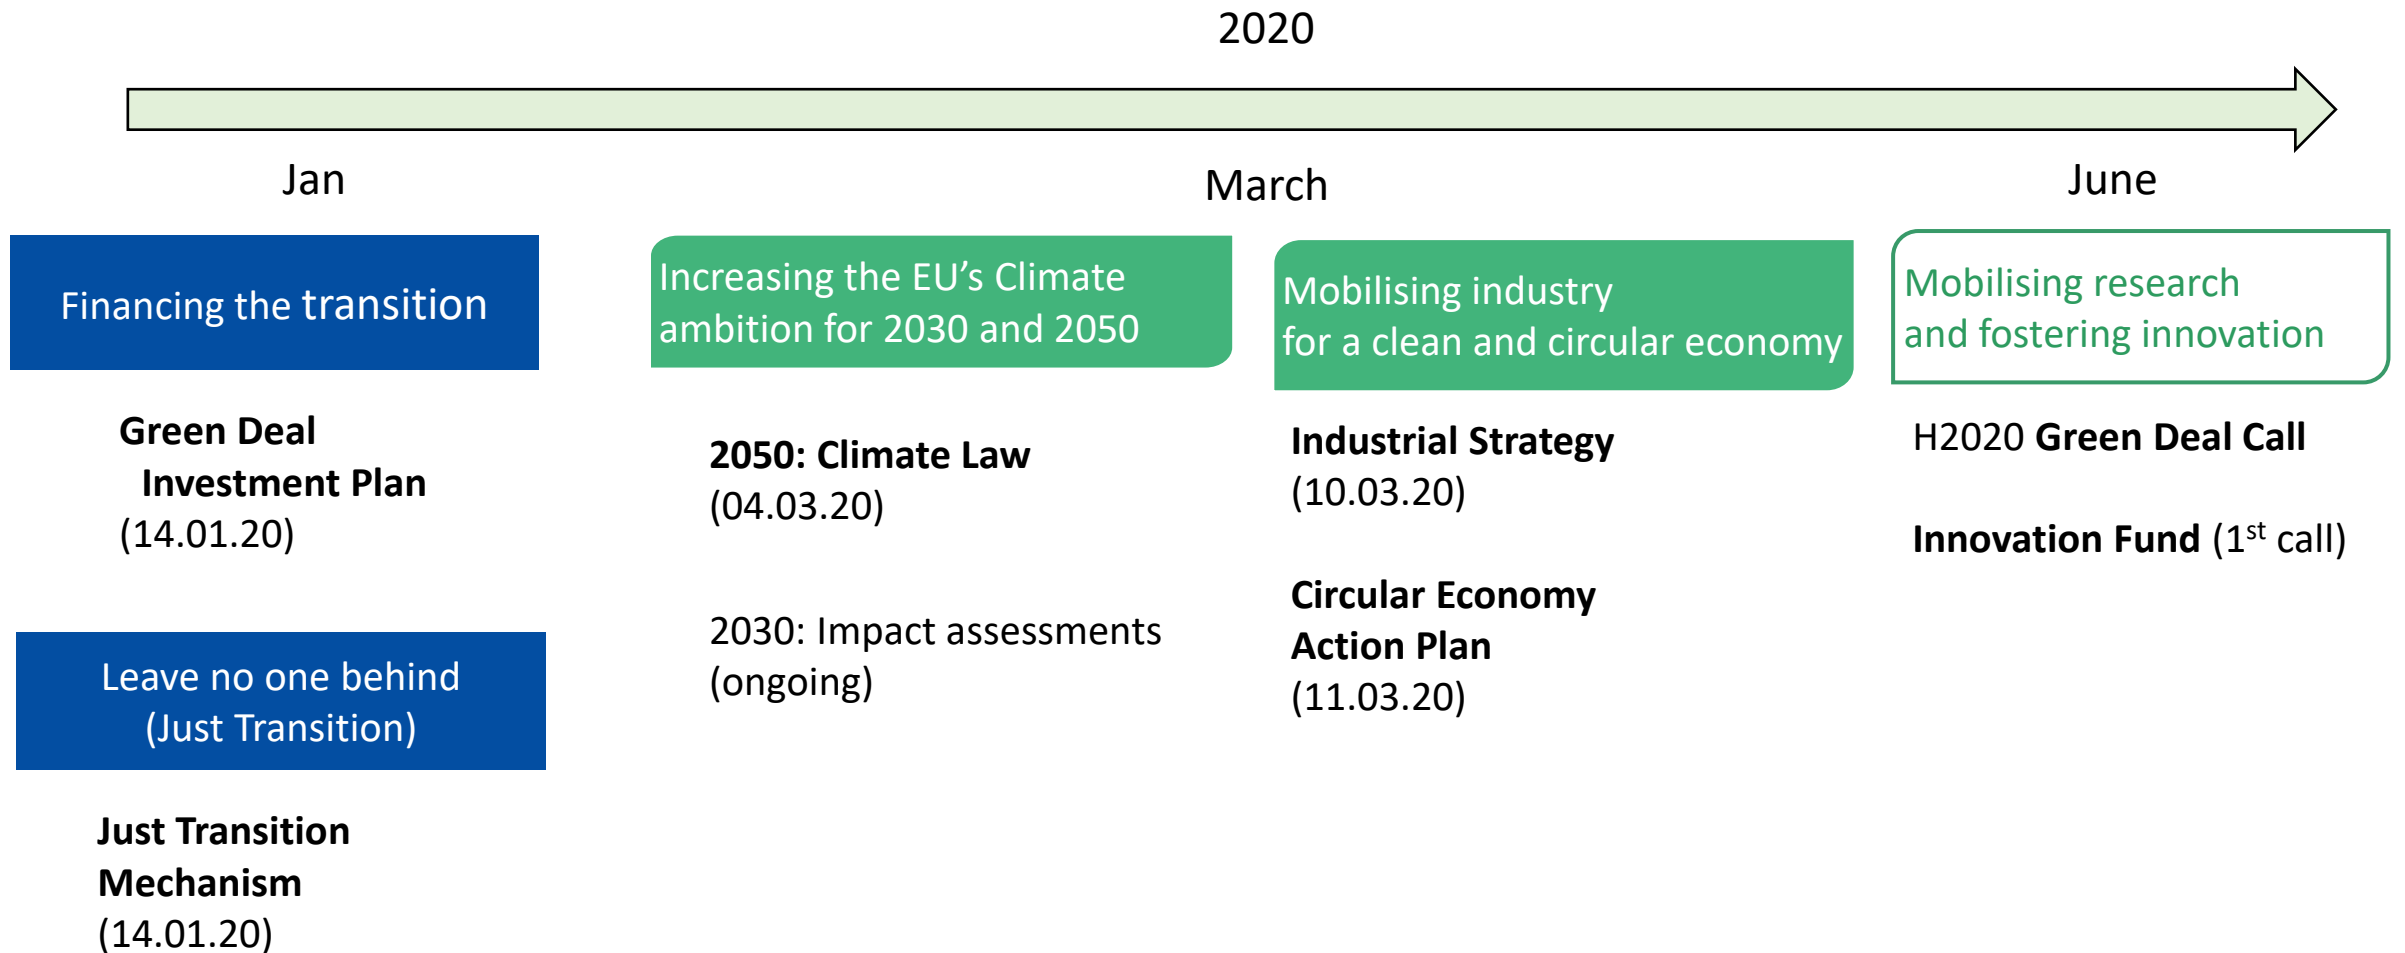 2020
Jan
March
June
Financing the transition
Green Deal
Investment Plan
(14.01.20)
Leave no one behind
(Just Transition)
Just Transition
Mechanism
(14.01.20)
Increasing the EU’s Climate
ambition for 2030 and 2050
2050: Climate Law
(04.03.20)
2030: Impact assessments
(ongoing)
Mobilising industry
for a clean and circular economy
Industrial Strategy
(10.03.20)
Circular Economy
Action Plan
(11.03.20)
Mobilising research
and fostering innovation
H2020 Green Deal Call
Innovation Fund (1st call)